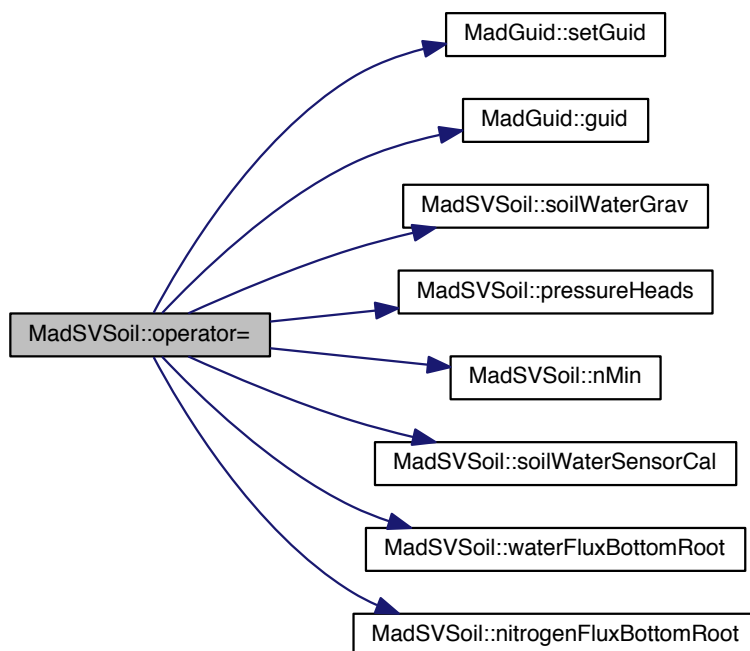 MadGuid::setGuid
MadGuid::guid
MadSVSoil::soilWaterGrav
MadSVSoil::pressureHeads
MadSVSoil::operator=
MadSVSoil::nMin
MadSVSoil::soilWaterSensorCal
MadSVSoil::waterFluxBottomRoot
MadSVSoil::nitrogenFluxBottomRoot